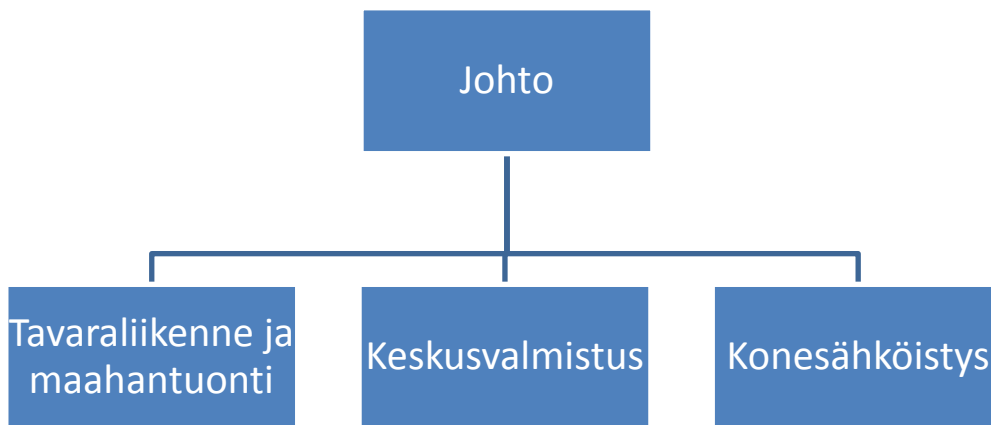 Johto
Tavaraliikenne ja
maahantuonti
Keskusvalmistus
Konesähköistys